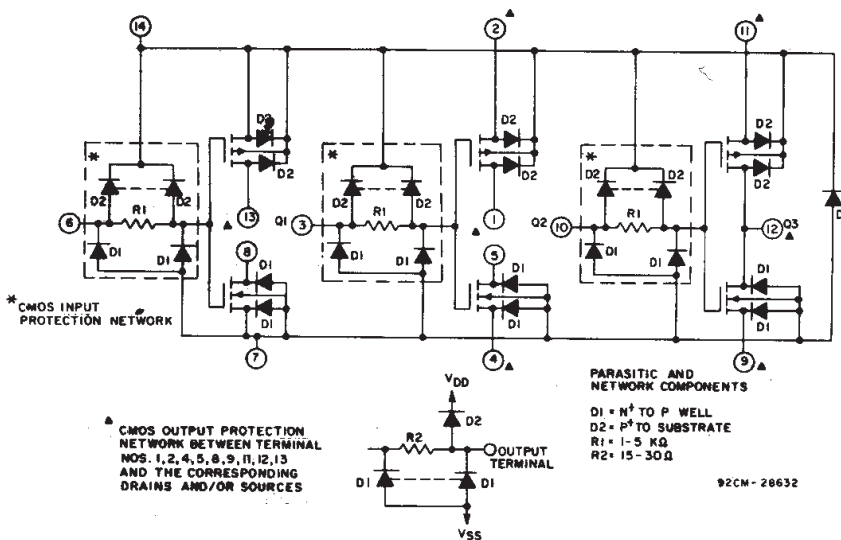 14
2 ▲
11 ▲
D2
D2
D2
*
D2 D2
R1
6
D1
D1
13 ▲
8
D1
D1
Q1
3
*
D2 D2
R1
D1
D1
▲
1
5
D2
D2
D1
D1
Q2
10
*
D2 D2
R1
D1
D1
D2
D2
12 Q3
▲
D1
D1
* CMOS INPUT
PROTECTION NETWORK
7
4 ▲
9 ▲
▲ CMOS OUTPUT PROTECTION
NETWORK BETWEEN TERMINAL
NOS. 1,2,4,5,8,9,11,12,13
AND THE CORRESPONDING
DRAINS AND/OR SOURCES
VDD
D2
R2
OUTPUT
TERMINAL
D1
D1
VSS
PARASITIC AND
NETWORK COMPONENTS
D1 = N+ TO P WELL
D2 = P+ TO SUBSTRATE
R1 = 1-5 KΩ
R2 = 15-30Ω
92CM-28632